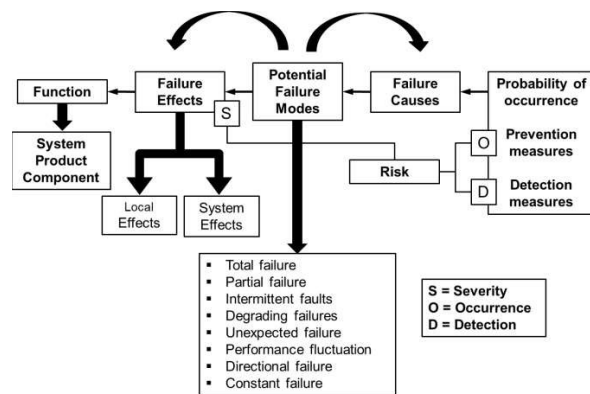 Function
System
Product
Component
Failure
Effects
S
Local
Effects
System
Effects
Potential
Failure
Modes
Failure
Causes
Probability of
occurrence
Prevention
measures
Detection
measures
O
D
Risk
Total failure
Partial failure
Intermittent faults
Degrading failures
Unexpected failure
Performance fluctuation
Directional failure
Constant failure
S = Severity
O = Occurrence
D = Detection